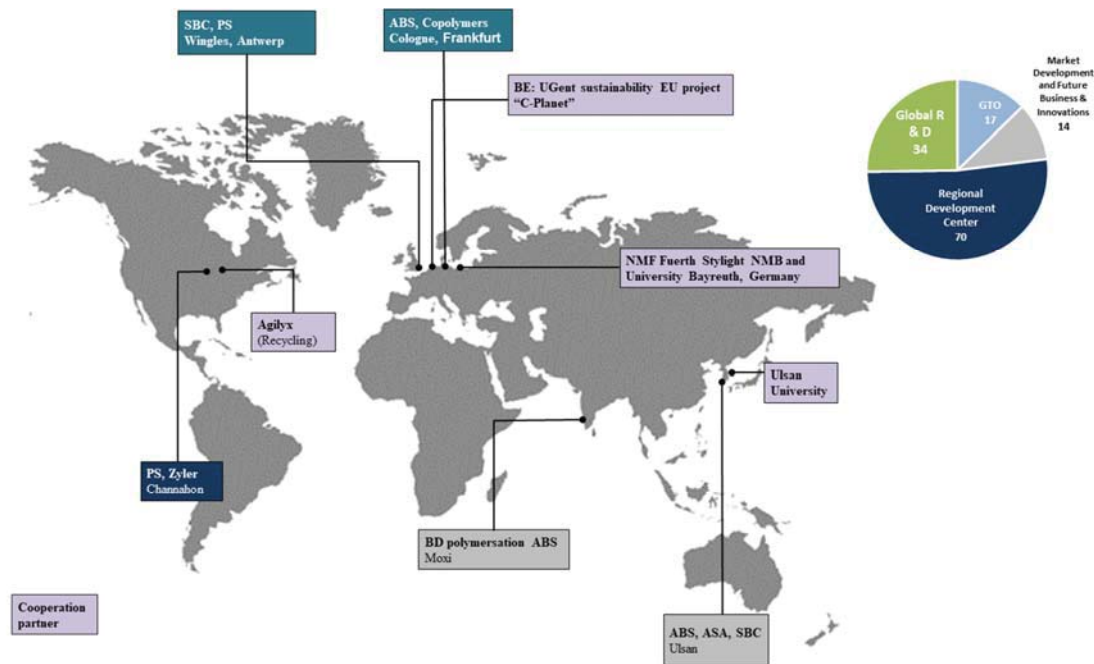 SBC, PS
Wingles, Antwerp
ABS, Copolymers
Cologne, Frankfurt
BE: UGent sustainability EU project
“C-Planet”
Market
Development
and Future
Business &
Innovations
14
GTO
17
Global R
& D
34
Regional
Development
Center
70
NMF Fuerth Stylight NMB and
University Bayreuth, Germany
Agilyx
(Recycling)
Ulsan
University
PS, Zyler
Channahon
BD polymersation ABS
Moxi
Cooperation
partner
ABS, ASA, SBC
Ulsan